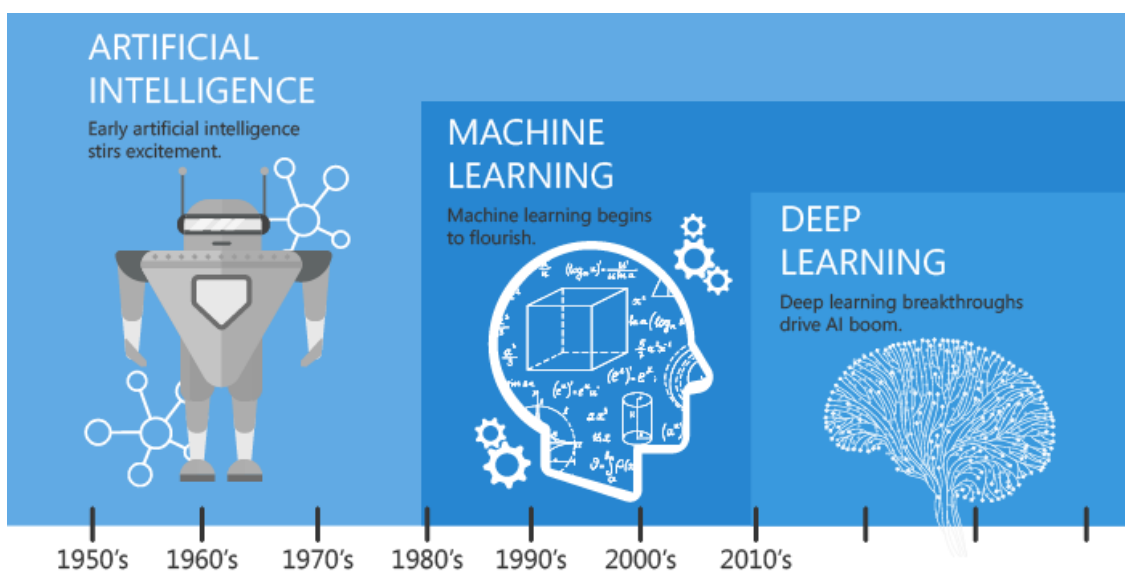 ARTIFICIAL
INTELLIGENCE
Early artificial intelligence
stirs excitement.
MACHINE
LEARNING
Machine learning begins
to flourish.
DEEP
LEARNING
Deep learning breakthroughs
drive AI boom.
1950's 1960's 1970's 1980's 1990's 2000's 2010's